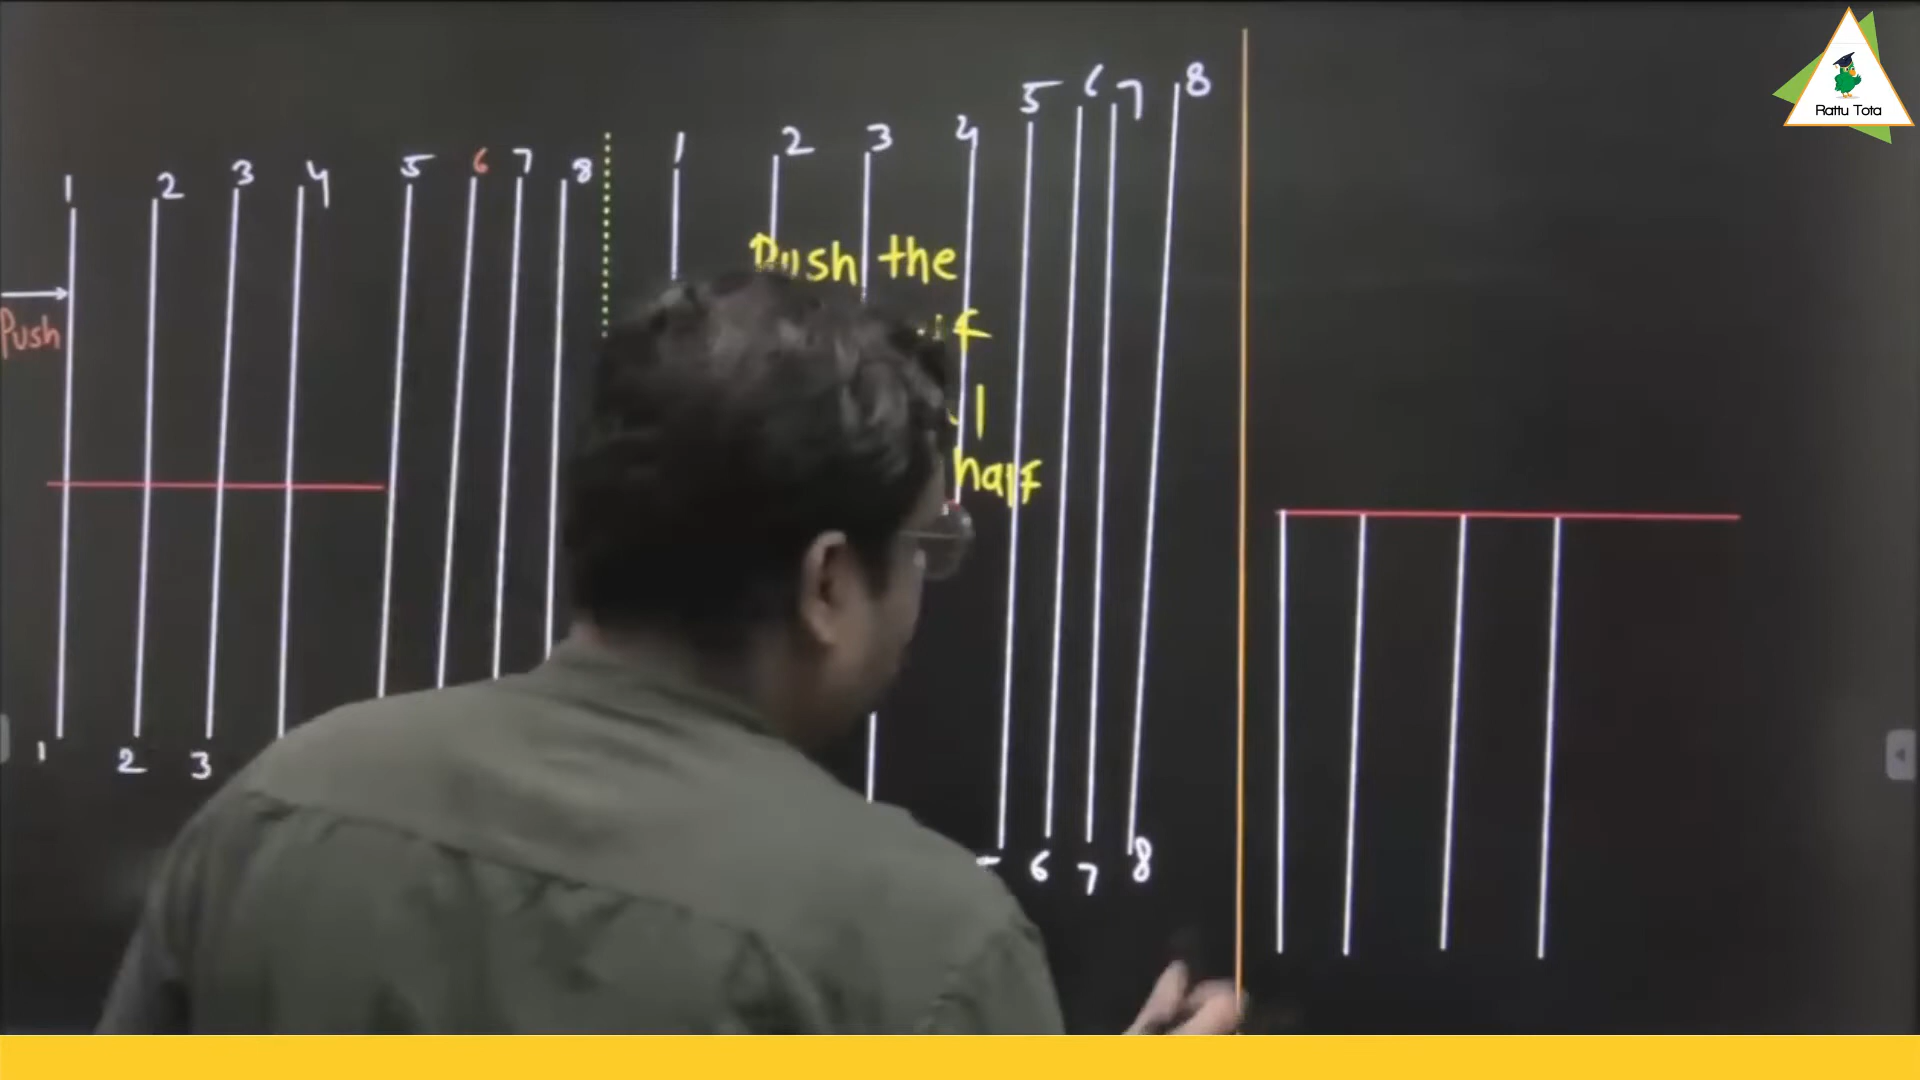 1 2 3 4 5 6 7 8
Push
1 2 3
1 2 3 4 5 6 7 8
Push the
half
6 7 8
Rattu Tota